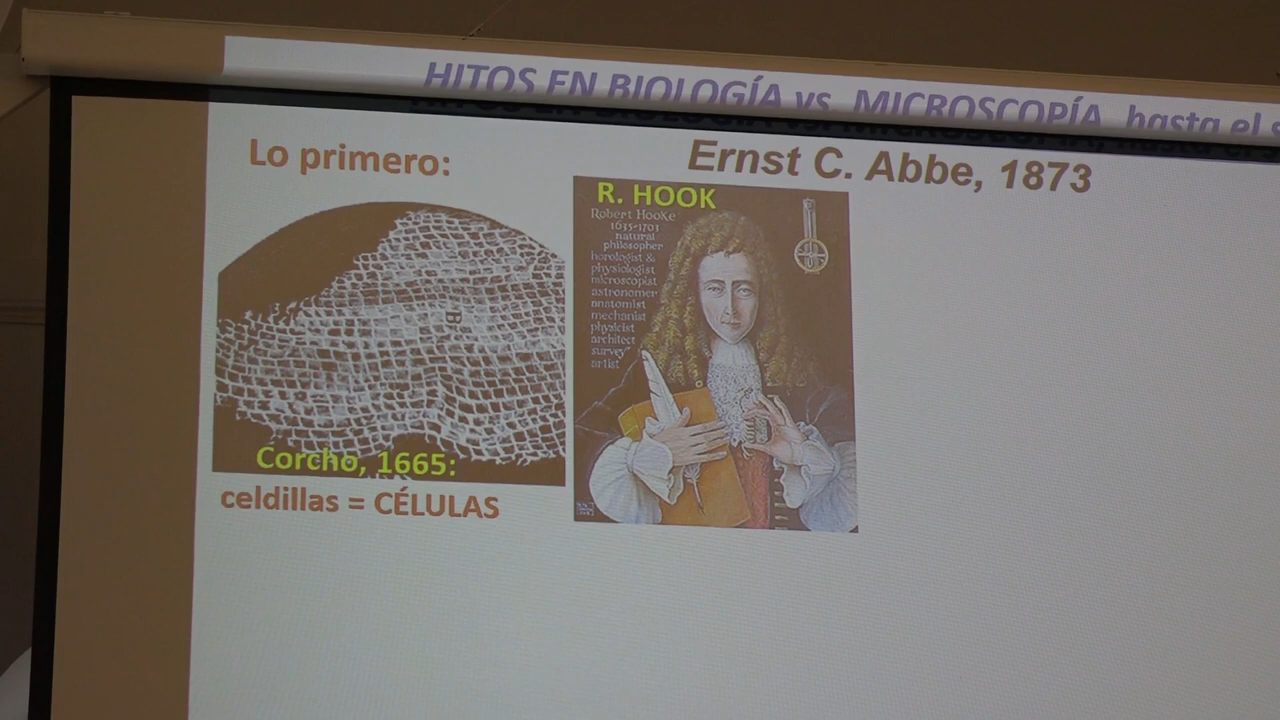 HITOS EN BIOLOGÍA vs. MICROSCOPÍA, hasta el s
Lo primero:
Ernst C. Abbe, 1873
R. HOOK
Robert Hooke
1635-1703
natural
philosopher
horologist &
physiologist
microscopist
astronomer
anatomist
mechanist
physicist
architect
survey"
artist
Corcho, 1665:
celdillas = CÉLULAS